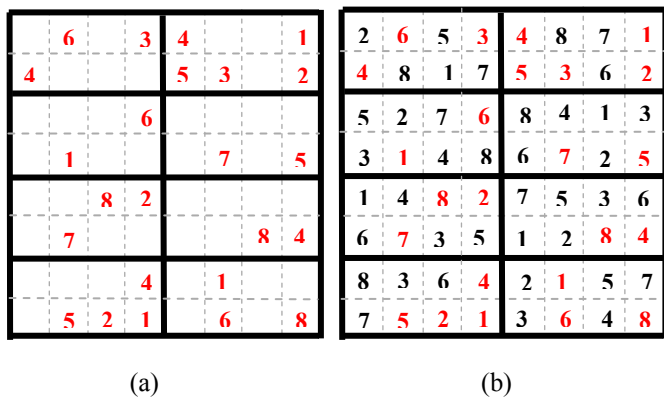 6 3 4 1
4 5 3 2
6
1 7 5
8 2
7 8 4
4 1
5 2 1 6 8
(a)
2 6 5 3 4 8 7 1
4 8 1 7 5 3 6 2
5 2 7 6 8 4 1 3
3 1 4 8 6 7 2 5
1 4 8 2 7 5 3 6
6 7 3 5 1 2 8 4
8 3 6 4 2 1 5 7
7 5 2 1 3 6 4 8
(b)